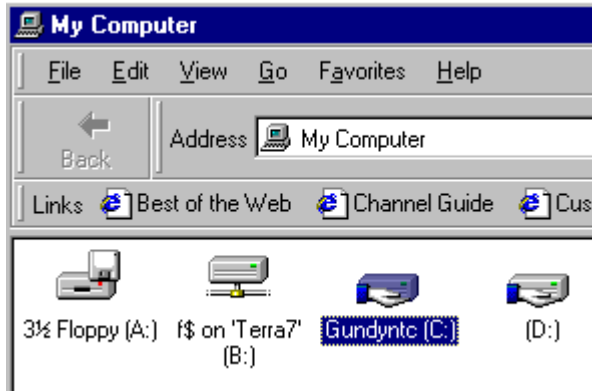 My Computer
File Edit View Go Favorites Help
Back
Address My Computer
Links Best of the Web Channel Guide Cus
3½ Floppy (A:) f$ on 'Terra7' (B:) Gundyntc (C:) (D:)